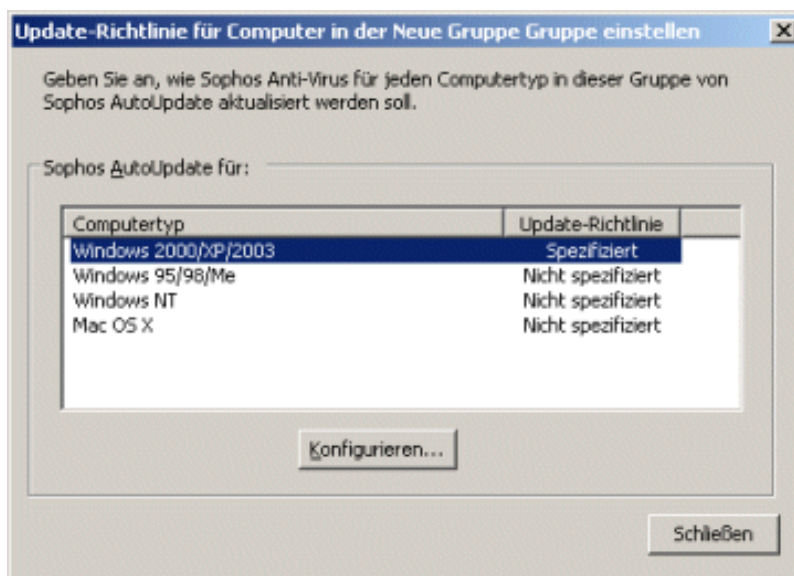 Update-Richtlinie für Computer in der Neue Gruppe Gruppe einstellen
Geben Sie an, wie Sophos Anti-Virus für jeden Computertyp in dieser Gruppe von
Sophos AutoUpdate aktualisiert werden soll.
Sophos AutoUpdate für:
Computertyp Update-Richtlinie
Windows 2000/XP/2003 Spezifiziert
Windows 95/98/Me Nicht spezifiziert
Windows NT Nicht spezifiziert
Mac OS X Nicht spezifiziert
Konfigurieren...
Schließen